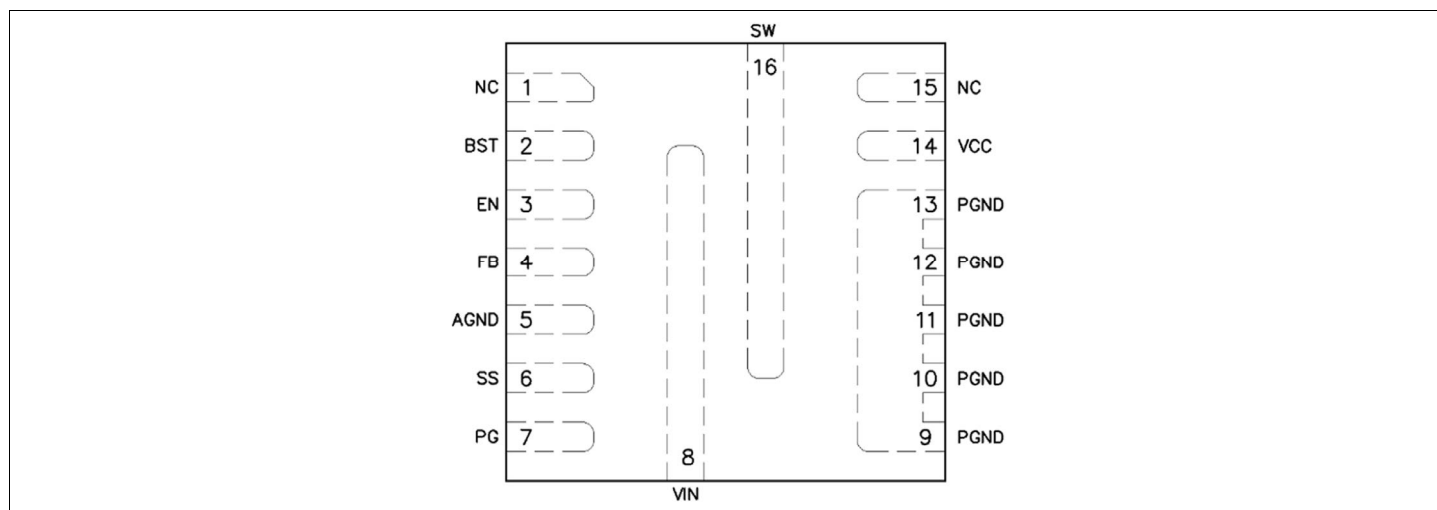 SW
16
NC 1
15 NC
BST 2
14 VCC
EN 3
13 PGND
FB 4
12 PGND
AGND 5
11 PGND
SS 6
10 PGND
PG 7
9 PGND
8
VIN